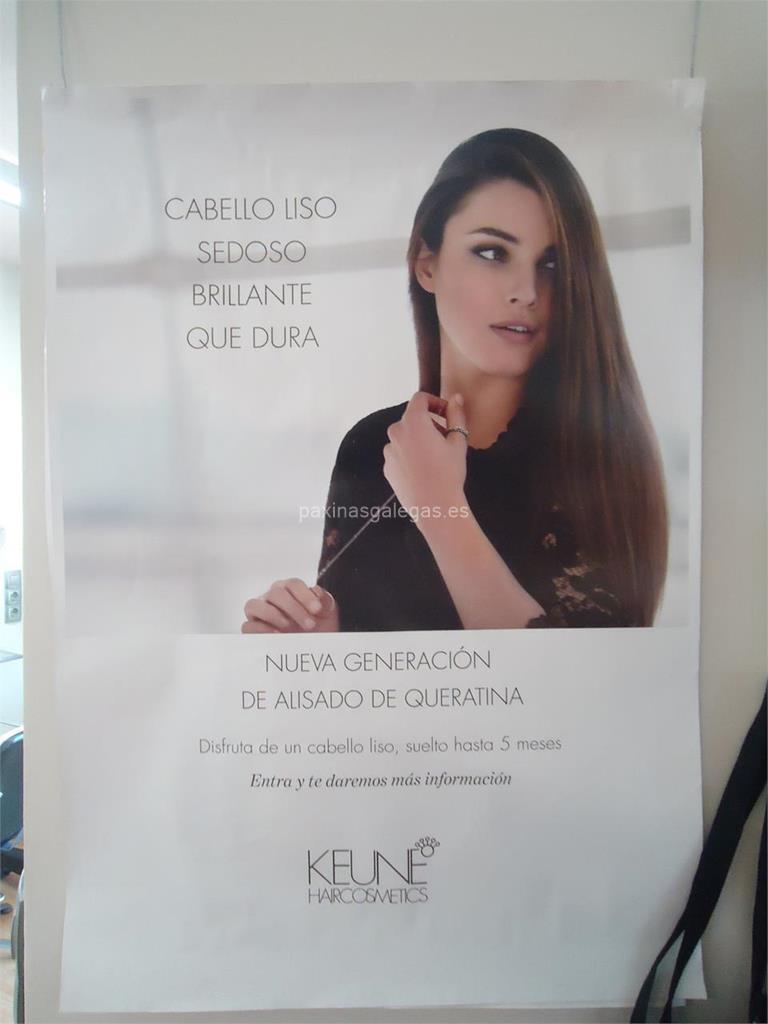 CABELLO LISO
SEDOSO
BRILLANTE
QUE DURA
paxinasgalegas.es
NUEVA GENERACIÓN
DE ALISADO DE QUERATINA
Disfruta de un cabello liso, suelto hasta 5 meses
Entra y te daremos más información
KEUNE
HAIRCOSMETICS